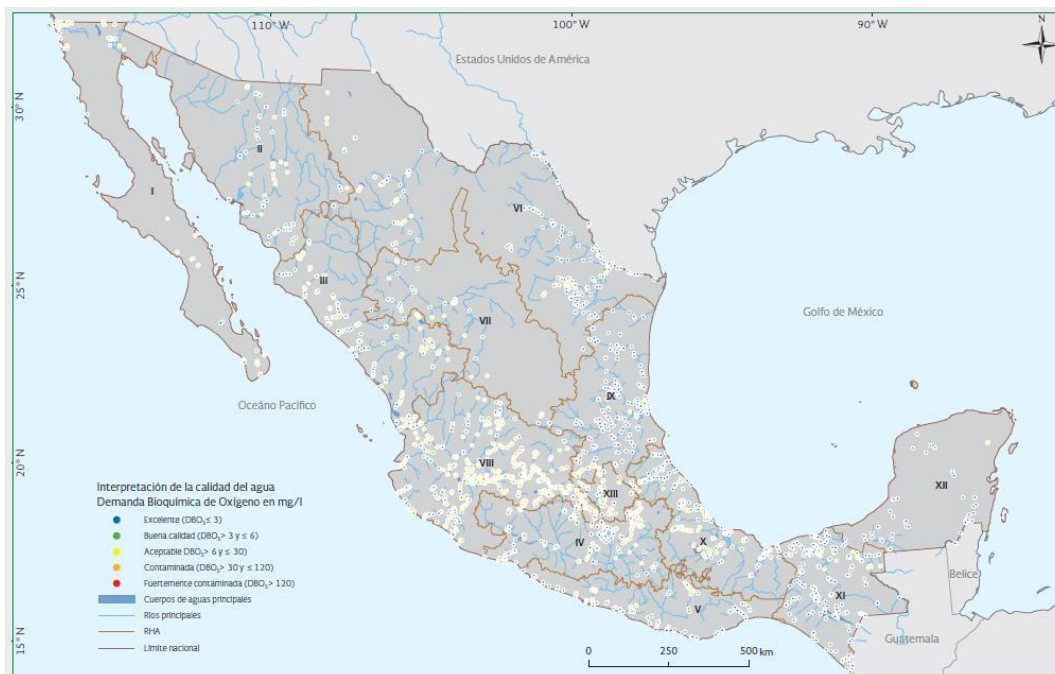 110° W
100° W
90° W
N
Estados Unidos de América
30° N
II
I
VI
25° N
III
VII
Golfo de México
Oceáno Pacífico
IX
20° N
VIII
XIII
XII
Interpretación de la calidad del agua
Demanda Bioquímica de Oxígeno en mg/l
Excelente (DBO₅≤ 3)
Buena calidad (DBO₅> 3 y ≤ 6)
Aceptable DBO₅> 6 y ≤ 30)
Contaminada (DBO₅> 30 y ≤ 120)
Fuertemente contaminada (DBO₅> 120)
Cuerpos de aguas principales
Ríos principales
RHA
Límite nacional
IV
X
Belice
XI
V
Guatemala
15° N
0 250 500 km